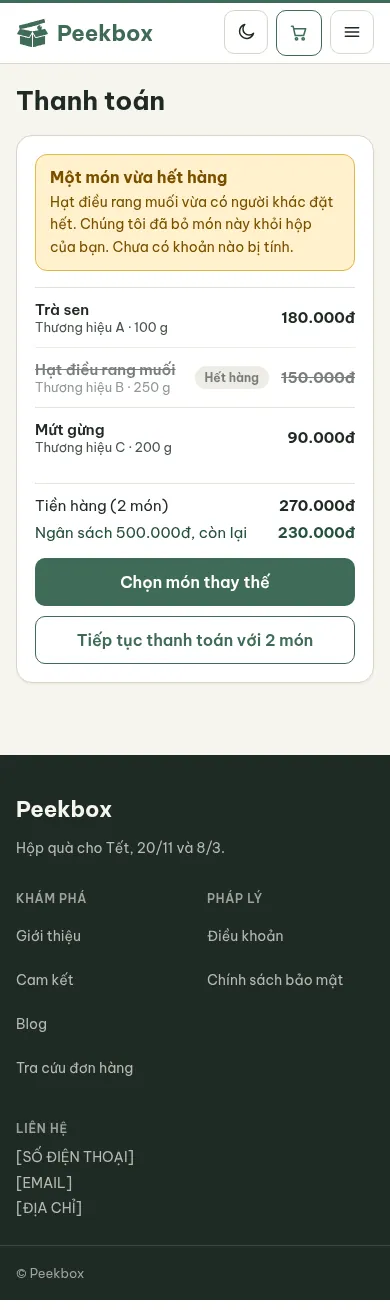 Peekbox
Thanh toán
Một món vừa hết hàng
Hạt điều rang muối vừa có người khác đặt
hết. Chúng tôi đã bỏ món này khỏi hộp
của bạn. Chưa có khoản nào bị tính.
Trà sen
Thương hiệu A · 100 g
180.000đ
Hạt điều rang muối
Thương hiệu B · 250 g
Hết hàng
150.000đ
Mứt gừng
Thương hiệu C · 200 g
90.000đ
Tiền hàng (2 món)
270.000đ
Ngân sách 500.000đ, còn lại
230.000đ
Chọn món thay thế
Tiếp tục thanh toán với 2 món
Peekbox
Hộp quà cho Tết, 20/11 và 8/3.
KHÁM PHÁ
Giới thiệu
Cam kết
Blog
Tra cứu đơn hàng
PHÁP LÝ
Điều khoản
Chính sách bảo mật
LIÊN HỆ
[SỐ ĐIỆN THOẠI]
[EMAIL]
[ĐỊA CHỈ]
© Peekbox